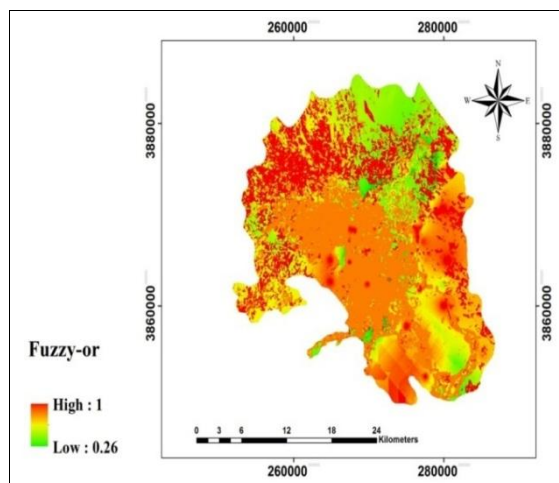 260000 280000
N
W E
S
3880000 3880000
3860000 3860000
Fuzzy-or
High : 1
Low : 0.26
0 3 6 12 18 24
Kilometers
260000 280000